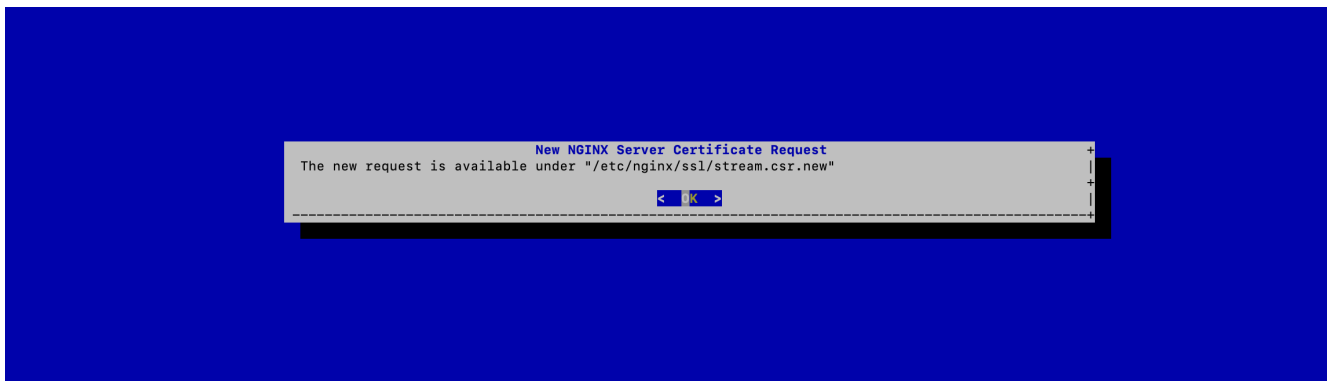 New NGINX Server Certificate Request
The new request is available under "/etc/nginx/ssl/stream.csr.new"
< OK >